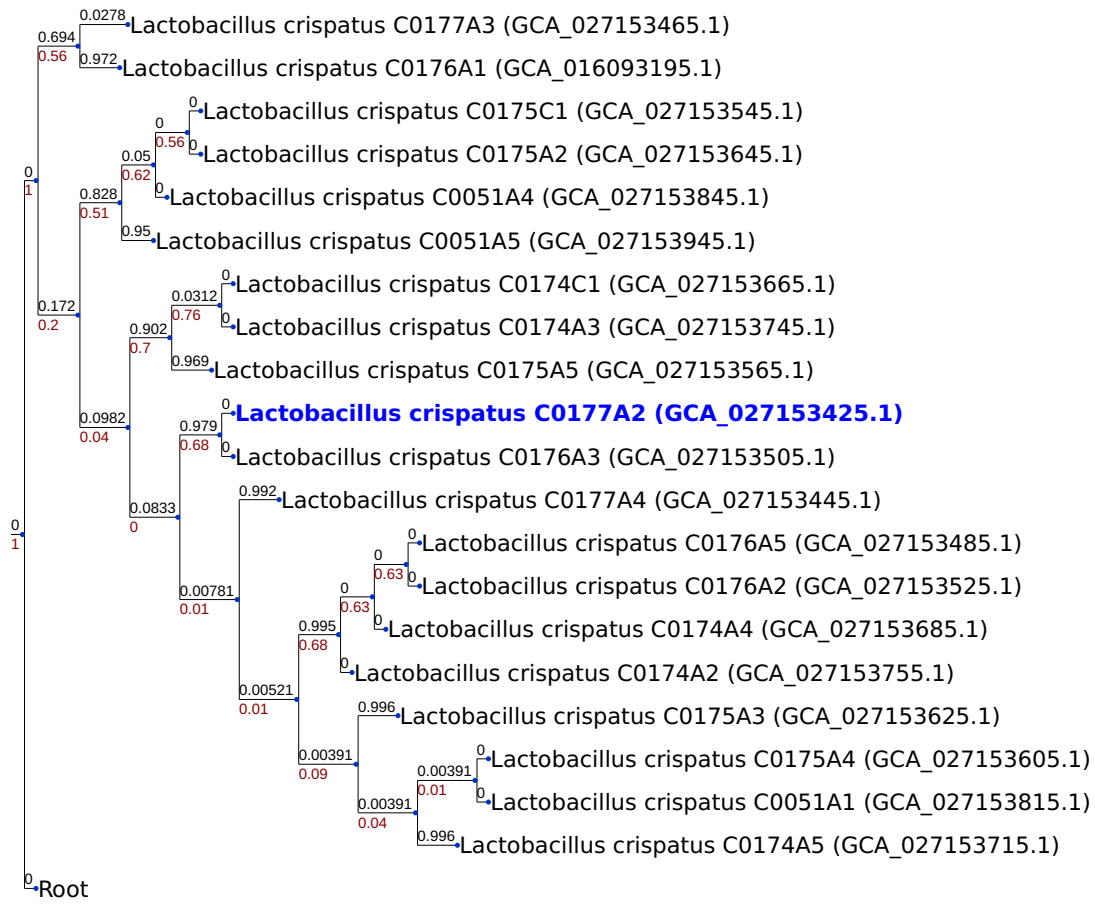 0.0278
Lactobacillus crispatus C0177A3 (GCA_027153465.1)
0.694
0.56
0.972
Lactobacillus crispatus C0176A1 (GCA_016093195.1)
0
Lactobacillus crispatus C0175C1 (GCA_027153545.1)
0
0.56
0
Lactobacillus crispatus C0175A2 (GCA_027153645.1)
0.05
0.62
0
Lactobacillus crispatus C0051A4 (GCA_027153845.1)
0
1
0.828
0.51
0.95
Lactobacillus crispatus C0051A5 (GCA_027153945.1)
0
Lactobacillus crispatus C0174C1 (GCA_027153665.1)
0.0312
0.76
0.172
0.2
0
Lactobacillus crispatus C0174A3 (GCA_027153745.1)
0.902
0.7
0.969
Lactobacillus crispatus C0175A5 (GCA_027153565.1)
0
Lactobacillus crispatus C0177A2 (GCA_027153425.1)
0.0982
0.04
0.979
0.68
0
Lactobacillus crispatus C0176A3 (GCA_027153505.1)
0.992
Lactobacillus crispatus C0177A4 (GCA_027153445.1)
0.0833
0
0
1
0
Lactobacillus crispatus C0176A5 (GCA_027153485.1)
0
0.63
0
Lactobacillus crispatus C0176A2 (GCA_027153525.1)
0.00781
0.01
0
0.63
0
Lactobacillus crispatus C0174A4 (GCA_027153685.1)
0.995
0.68
0
Lactobacillus crispatus C0174A2 (GCA_027153755.1)
0.00521
0.01
0.996
Lactobacillus crispatus C0175A3 (GCA_027153625.1)
0
Lactobacillus crispatus C0175A4 (GCA_027153605.1)
0.00391
0.09
0.00391
0.01
0
Lactobacillus crispatus C0051A1 (GCA_027153815.1)
0.00391
0.04
0.996
Lactobacillus crispatus C0174A5 (GCA_027153715.1)
0
Root